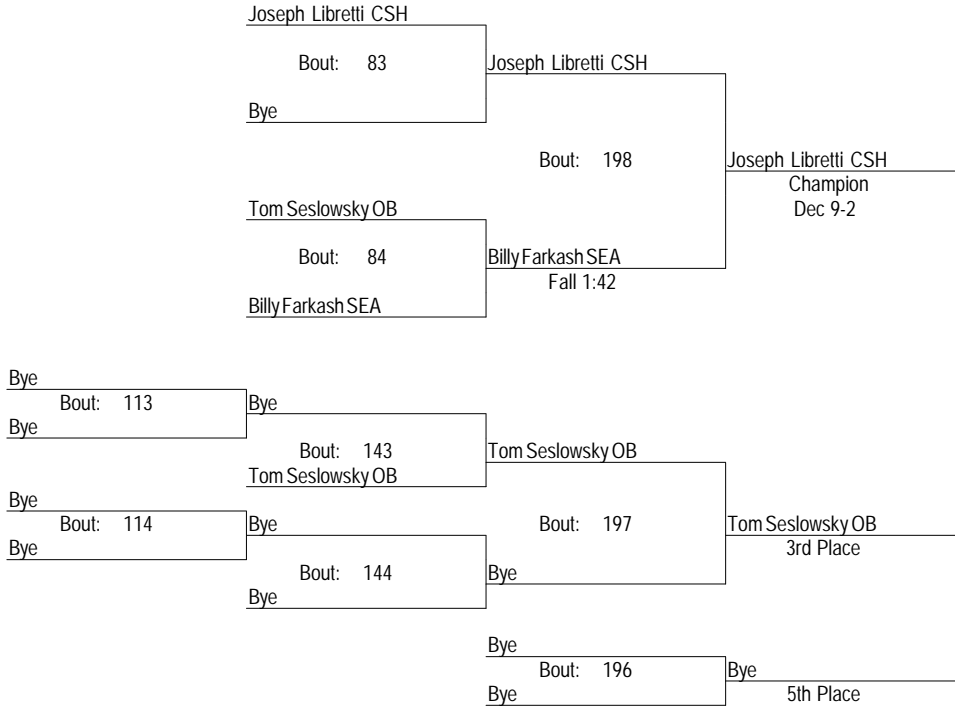 Joseph Libretti CSH
Bout: 83
Joseph Libretti CSH
Bye
Bout: 198
Joseph Libretti CSH
Champion
Dec 9-2
Tom Seslowsky OB
Bout: 84
Billy Farkash SEA
Fall 1:42
Billy Farkash SEA
Bye
Bout: 113
Bye
Bye
Bout: 143
Tom Seslowsky OB
Tom Seslowsky OB
Bye
Bout: 114
Bye
Bout: 197
Tom Seslowsky OB
3rd Place
Bye
Bout: 144
Bye
Bye
Bye
Bout: 196
Bye
5th Place
Bye